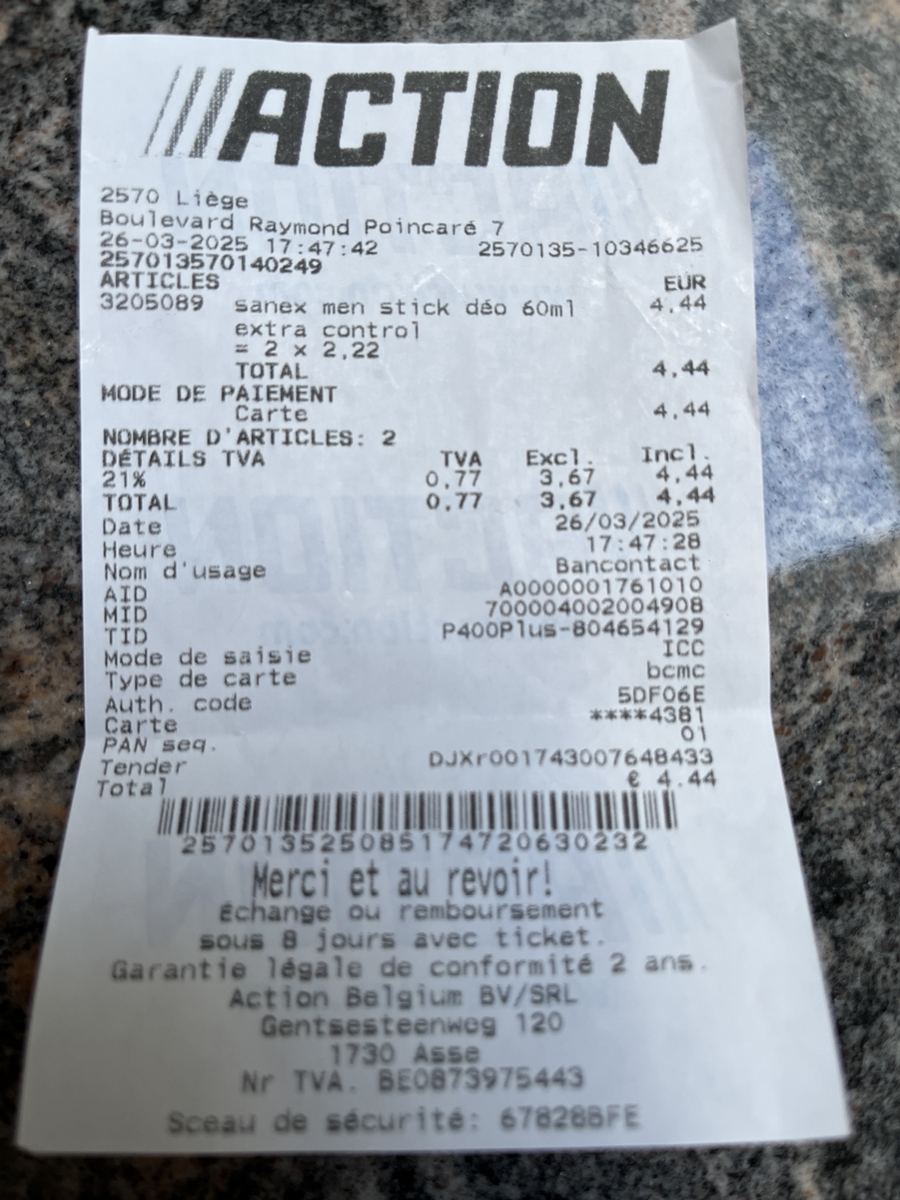 ACTION
2570 Liège
Boulevard Raymond Poincaré 7
26-03-2025 17:47:42 2570135-10346625
257013570140249
ARTICLES EUR
3205089 sanex men stick déo 60ml 4,44
extra control
= 2 x 2,22
TOTAL 4,44
MODE DE PAIEMENT
Carte 4,44
NOMBRE D'ARTICLES: 2
DÉTAILS TVA TVA Excl. Incl.
21% 0,77 3,67 4,44
TOTAL 0,77 3,67 4,44
Date 26/03/2025
Heure 17:47:28
Nom d'usage Bancontact
AID A0000001761010
MID 700004002004908
TID P400Plus-804654129
Mode de saisie ICC
Type de carte bcmc
Auth. code 5DF06E
Carte ****4381
PAN seq. 01
Tender DJXr001743007648433
Total € 4.44
257013525085174720630232
Merci et au revoir!
Échange ou remboursement
sous 8 jours avec ticket.
Garantie légale de conformité 2 ans.
Action Belgium BV/SRL
Gentsesteenweg 120
1730 Asse
Nr TVA. BE0873975443
Sceau de sécurité: 67828BFE